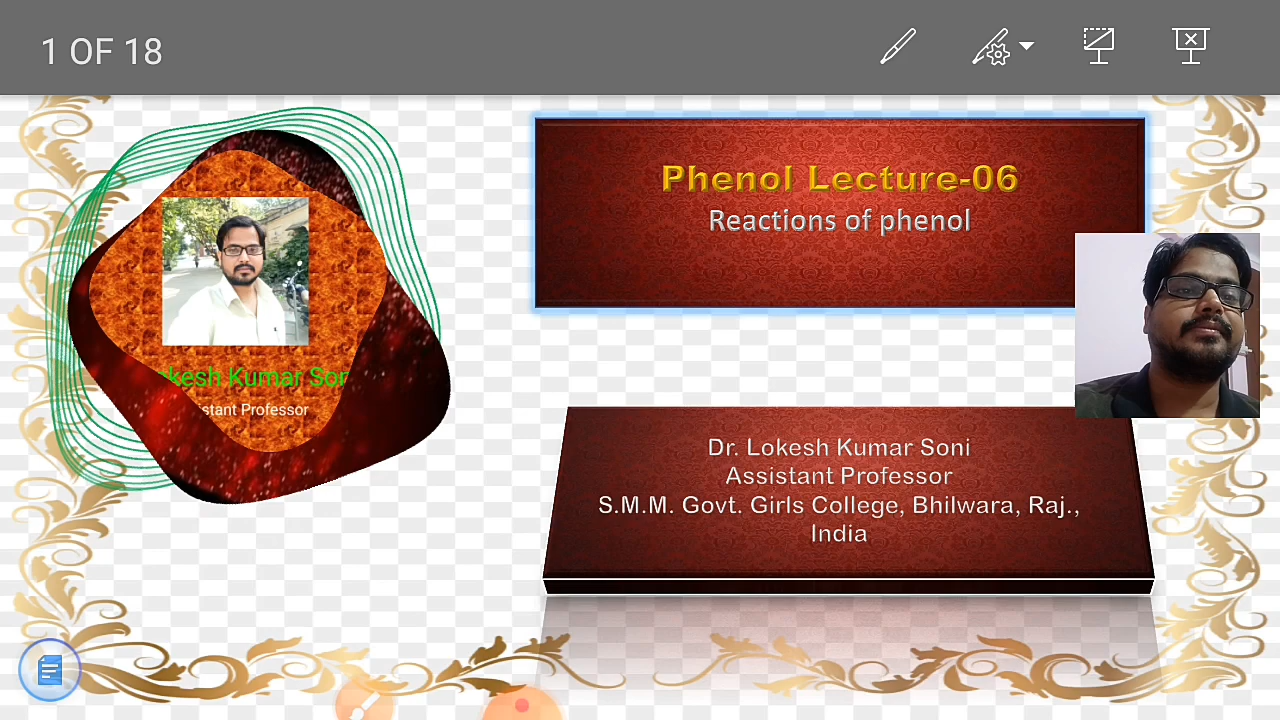 1 OF 18
Phenol Lecture-06
Reactions of phenol
Kumar
Professor
Dr. Lokesh Kumar Soni
Assistant Professor
S.M.M. Govt. Girls College, Bhilwara, Raj.,
India